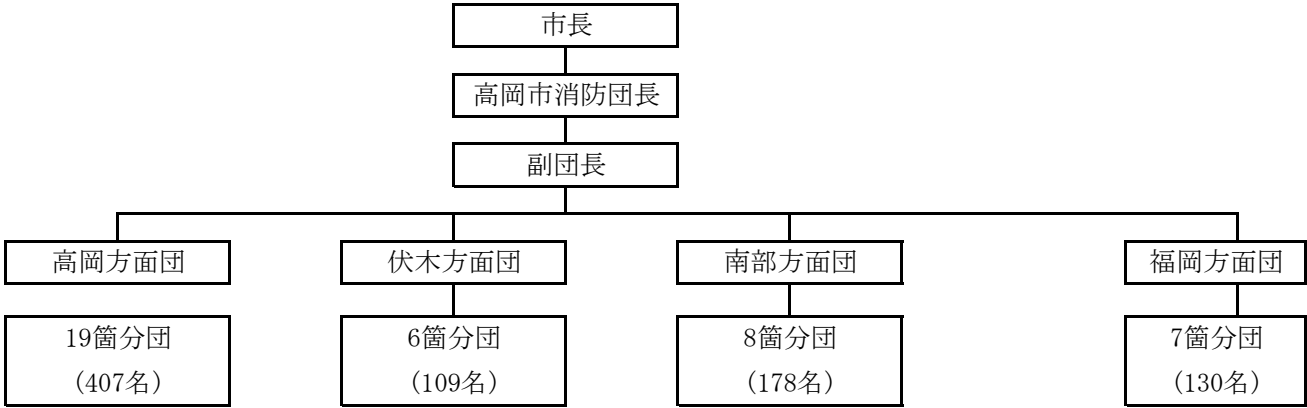 市長
高岡市消防団長
副団長
高岡方面団
伏木方面団
南部方面団
福岡方面団
19箇分団
(407名)
6箇分団
(109名)
8箇分団
(178名)
7箇分団
(130名)